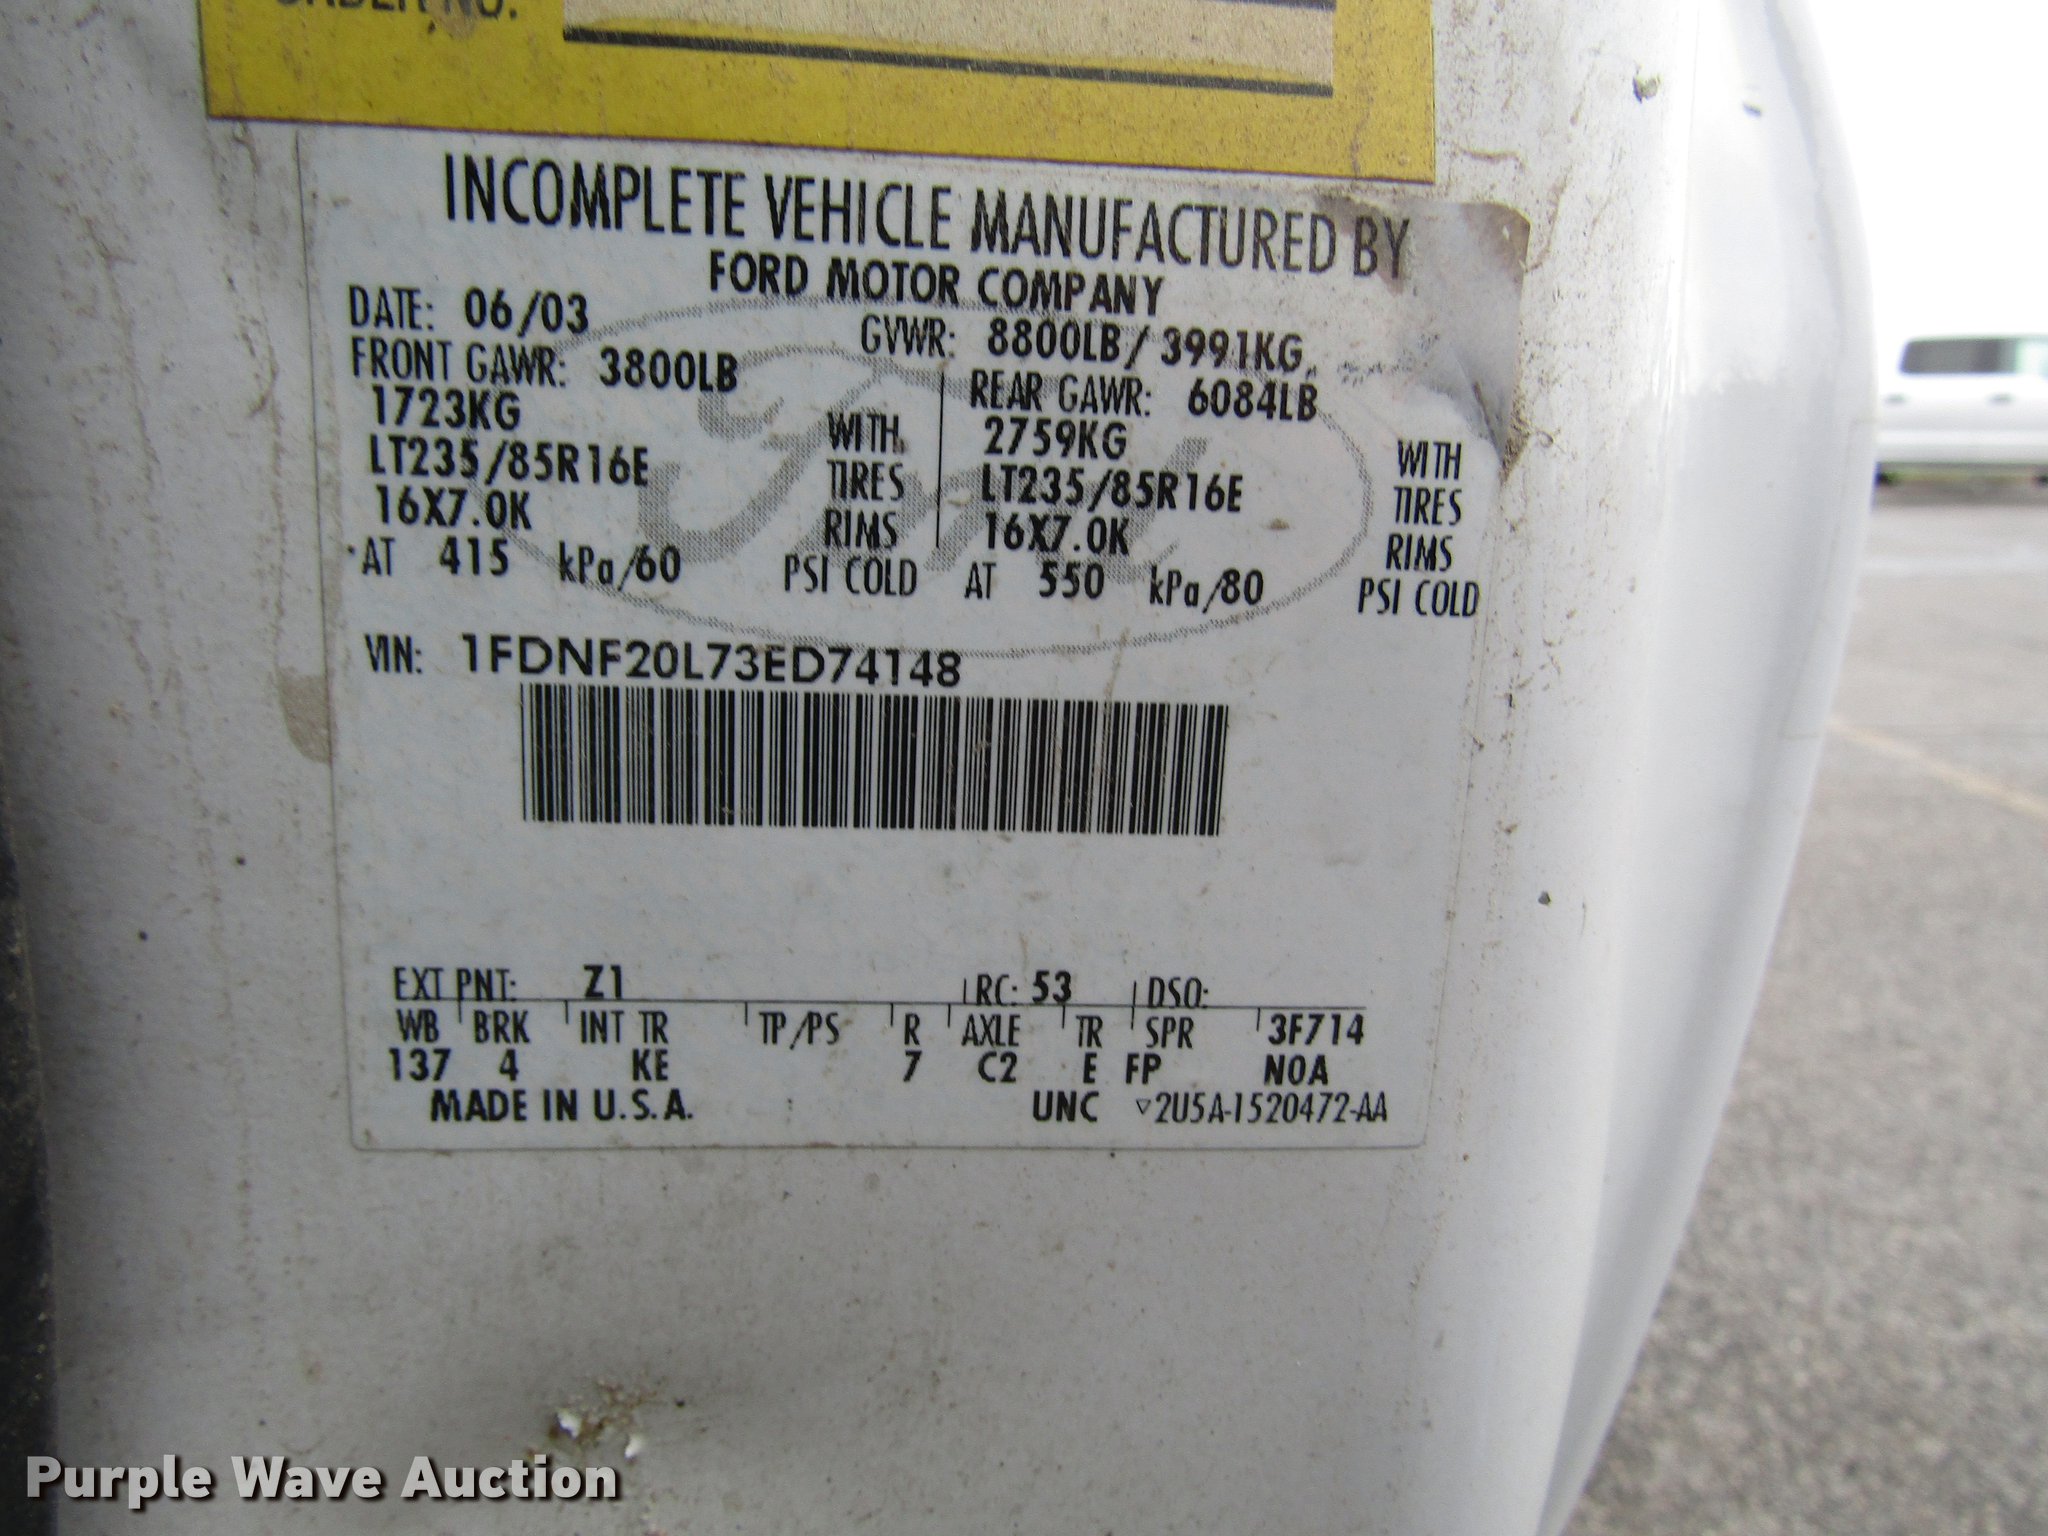 ORDER NO.
INCOMPLETE VEHICLE MANUFACTURED BY
FORD MOTOR COMPANY
DATE: 06/03
GVWR: 8800LB / 3991KG
FRONT GAWR: 3800LB
1723KG WITH
LT235/85R16E TIRES
16X7.0K RIMS
AT 415 kPa/60 PSI COLD
REAR GAWR: 6084LB
2759KG WITH
LT235/85R16E TIRES
16X7.0K RIMS
AT 550 kPa/80 PSI COLD
Ford
VIN: 1FDNF20L73ED74148
EXT PNT: Z1 RC: 53 DSO:
WB BRK INT TR TP/PS R AXLE TR SPR 3F714
137 4 KE 7 C2 E FP N0A
MADE IN U.S.A. UNC ▽2U5A-1520472-AA
Purple Wave Auction